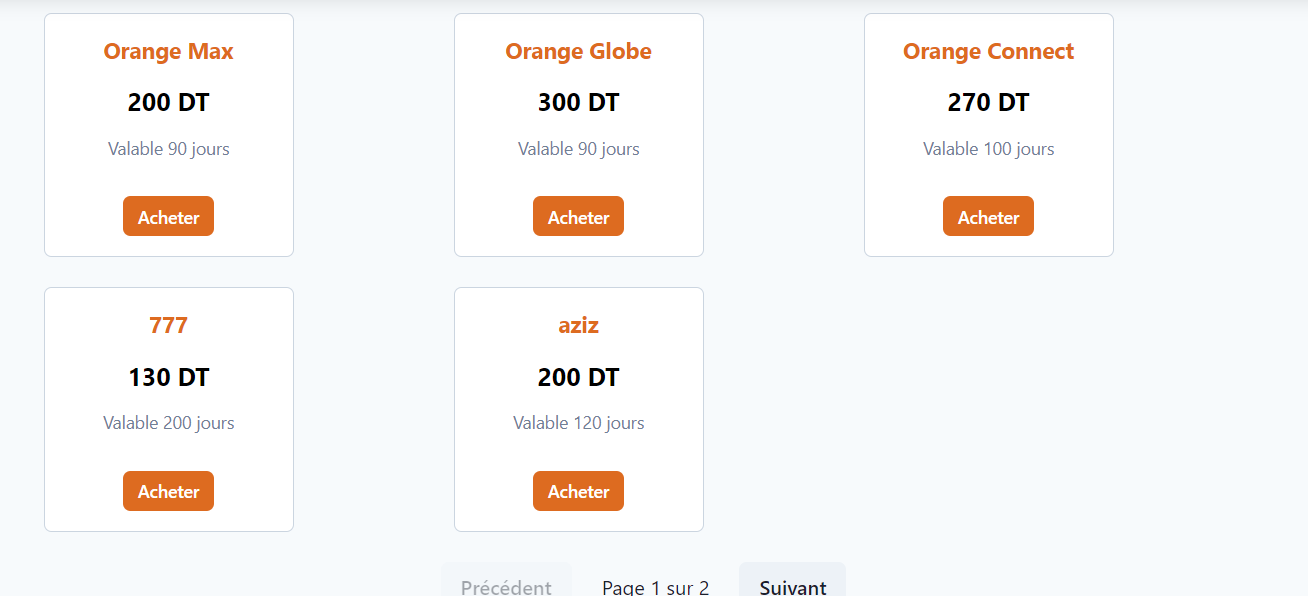 Orange Max
200 DT
Valable 90 jours
Acheter
Orange Globe
300 DT
Valable 90 jours
Acheter
Orange Connect
270 DT
Valable 100 jours
Acheter
777
130 DT
Valable 200 jours
Acheter
aziz
200 DT
Valable 120 jours
Acheter
Précédent
Page 1 sur 2
Suivant